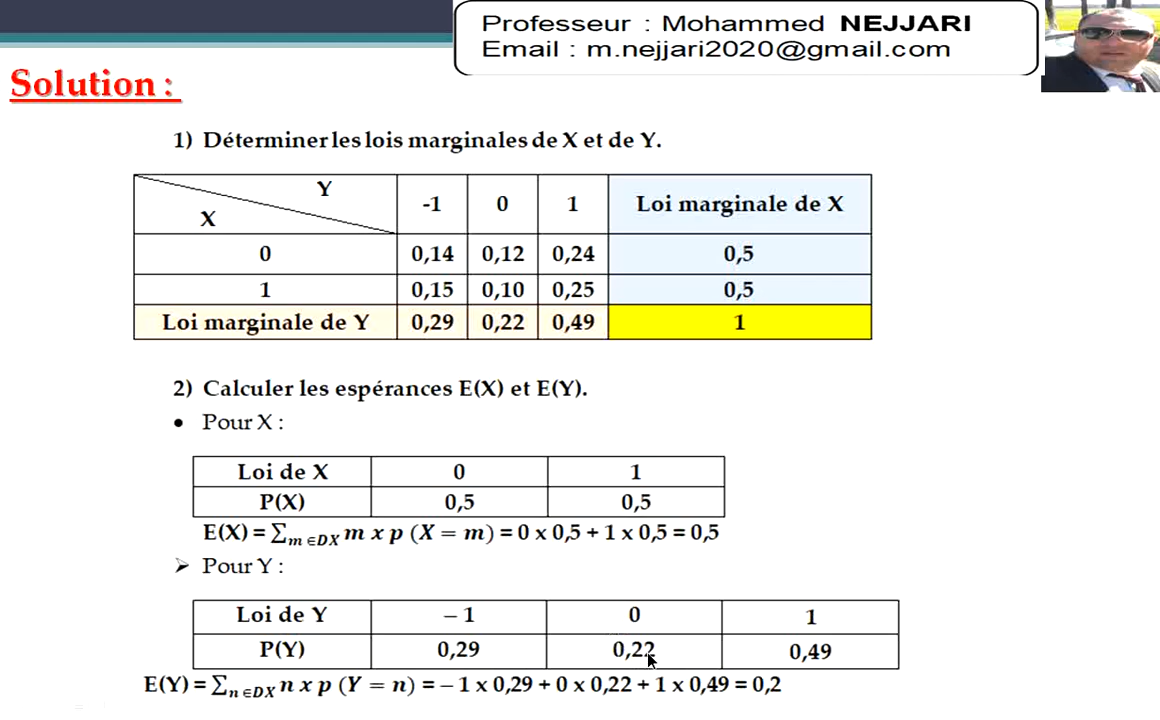 Professeur : Mohammed NEJJARI
Email : m.nejjari2020@gmail.com
Solution :
1) Déterminer les lois marginales de X et de Y.
Y
X
-1 0 1 Loi marginale de X
0 0,14 0,12 0,24 0,5
1 0,15 0,10 0,25 0,5
Loi marginale de Y 0,29 0,22 0,49 1
2) Calculer les espérances E(X) et E(Y).
• Pour X :
Loi de X 0 1
P(X) 0,5 0,5
E(X) = ∑m ∈DX m x p (X = m) = 0 x 0,5 + 1 x 0,5 = 0,5
➢ Pour Y :
Loi de Y – 1 0 1
P(Y) 0,29 0,22 0,49
E(Y) = ∑n ∈DX n x p (Y = n) = – 1 x 0,29 + 0 x 0,22 + 1 x 0,49 = 0,2